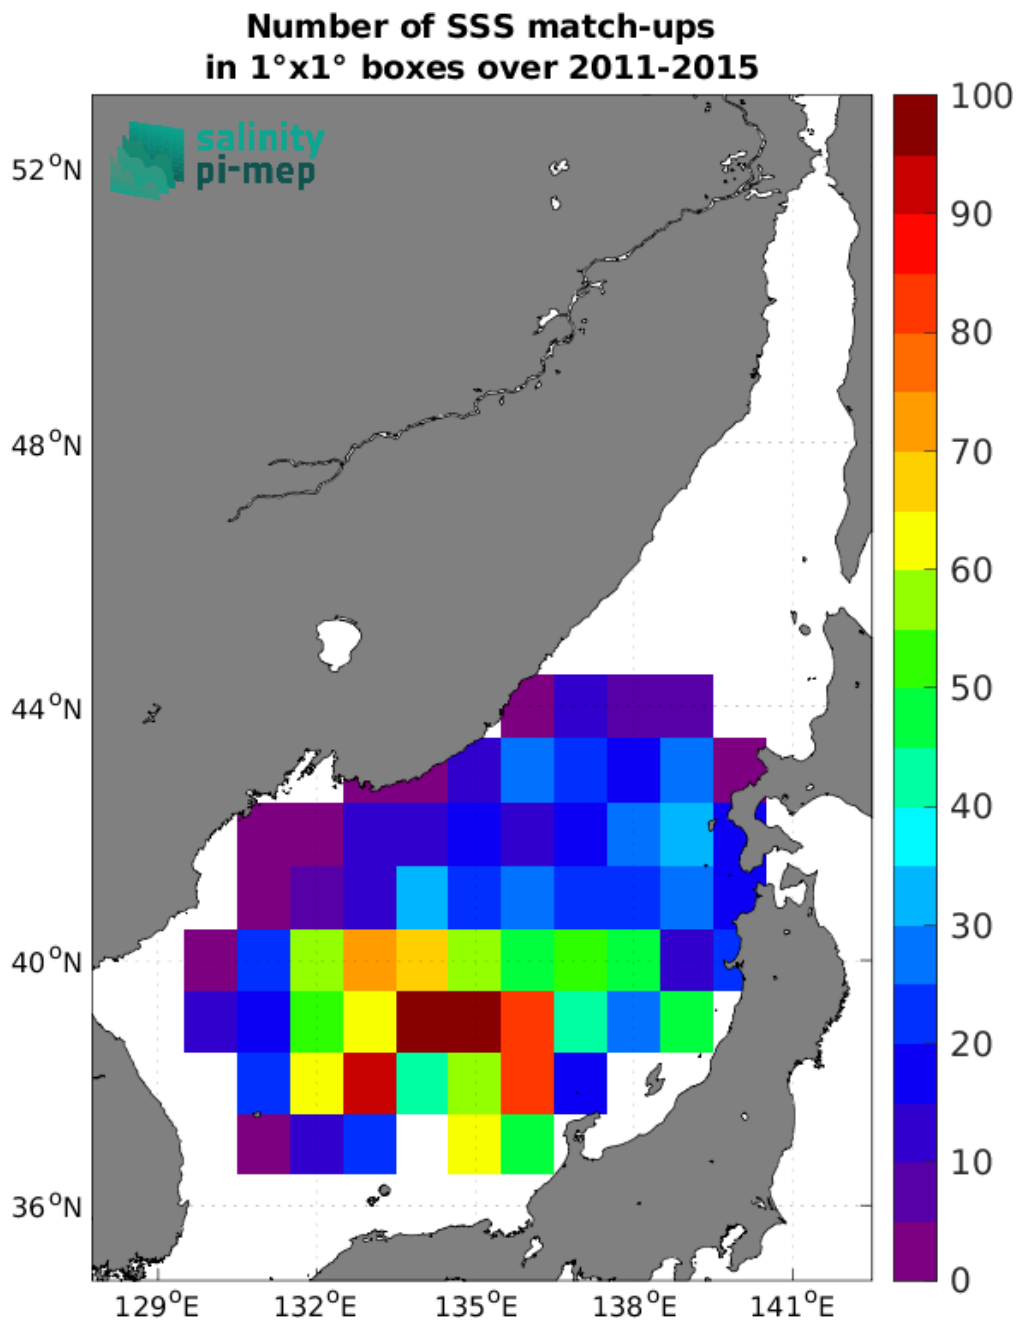 Number of SSS match-ups
in 1°x1° boxes over 2011-2015
salinity
pi-mep
52°N
48°N
44°N
40°N
36°N
129°E 132°E 135°E 138°E 141°E
100
90
80
70
60
50
40
30
20
10
0